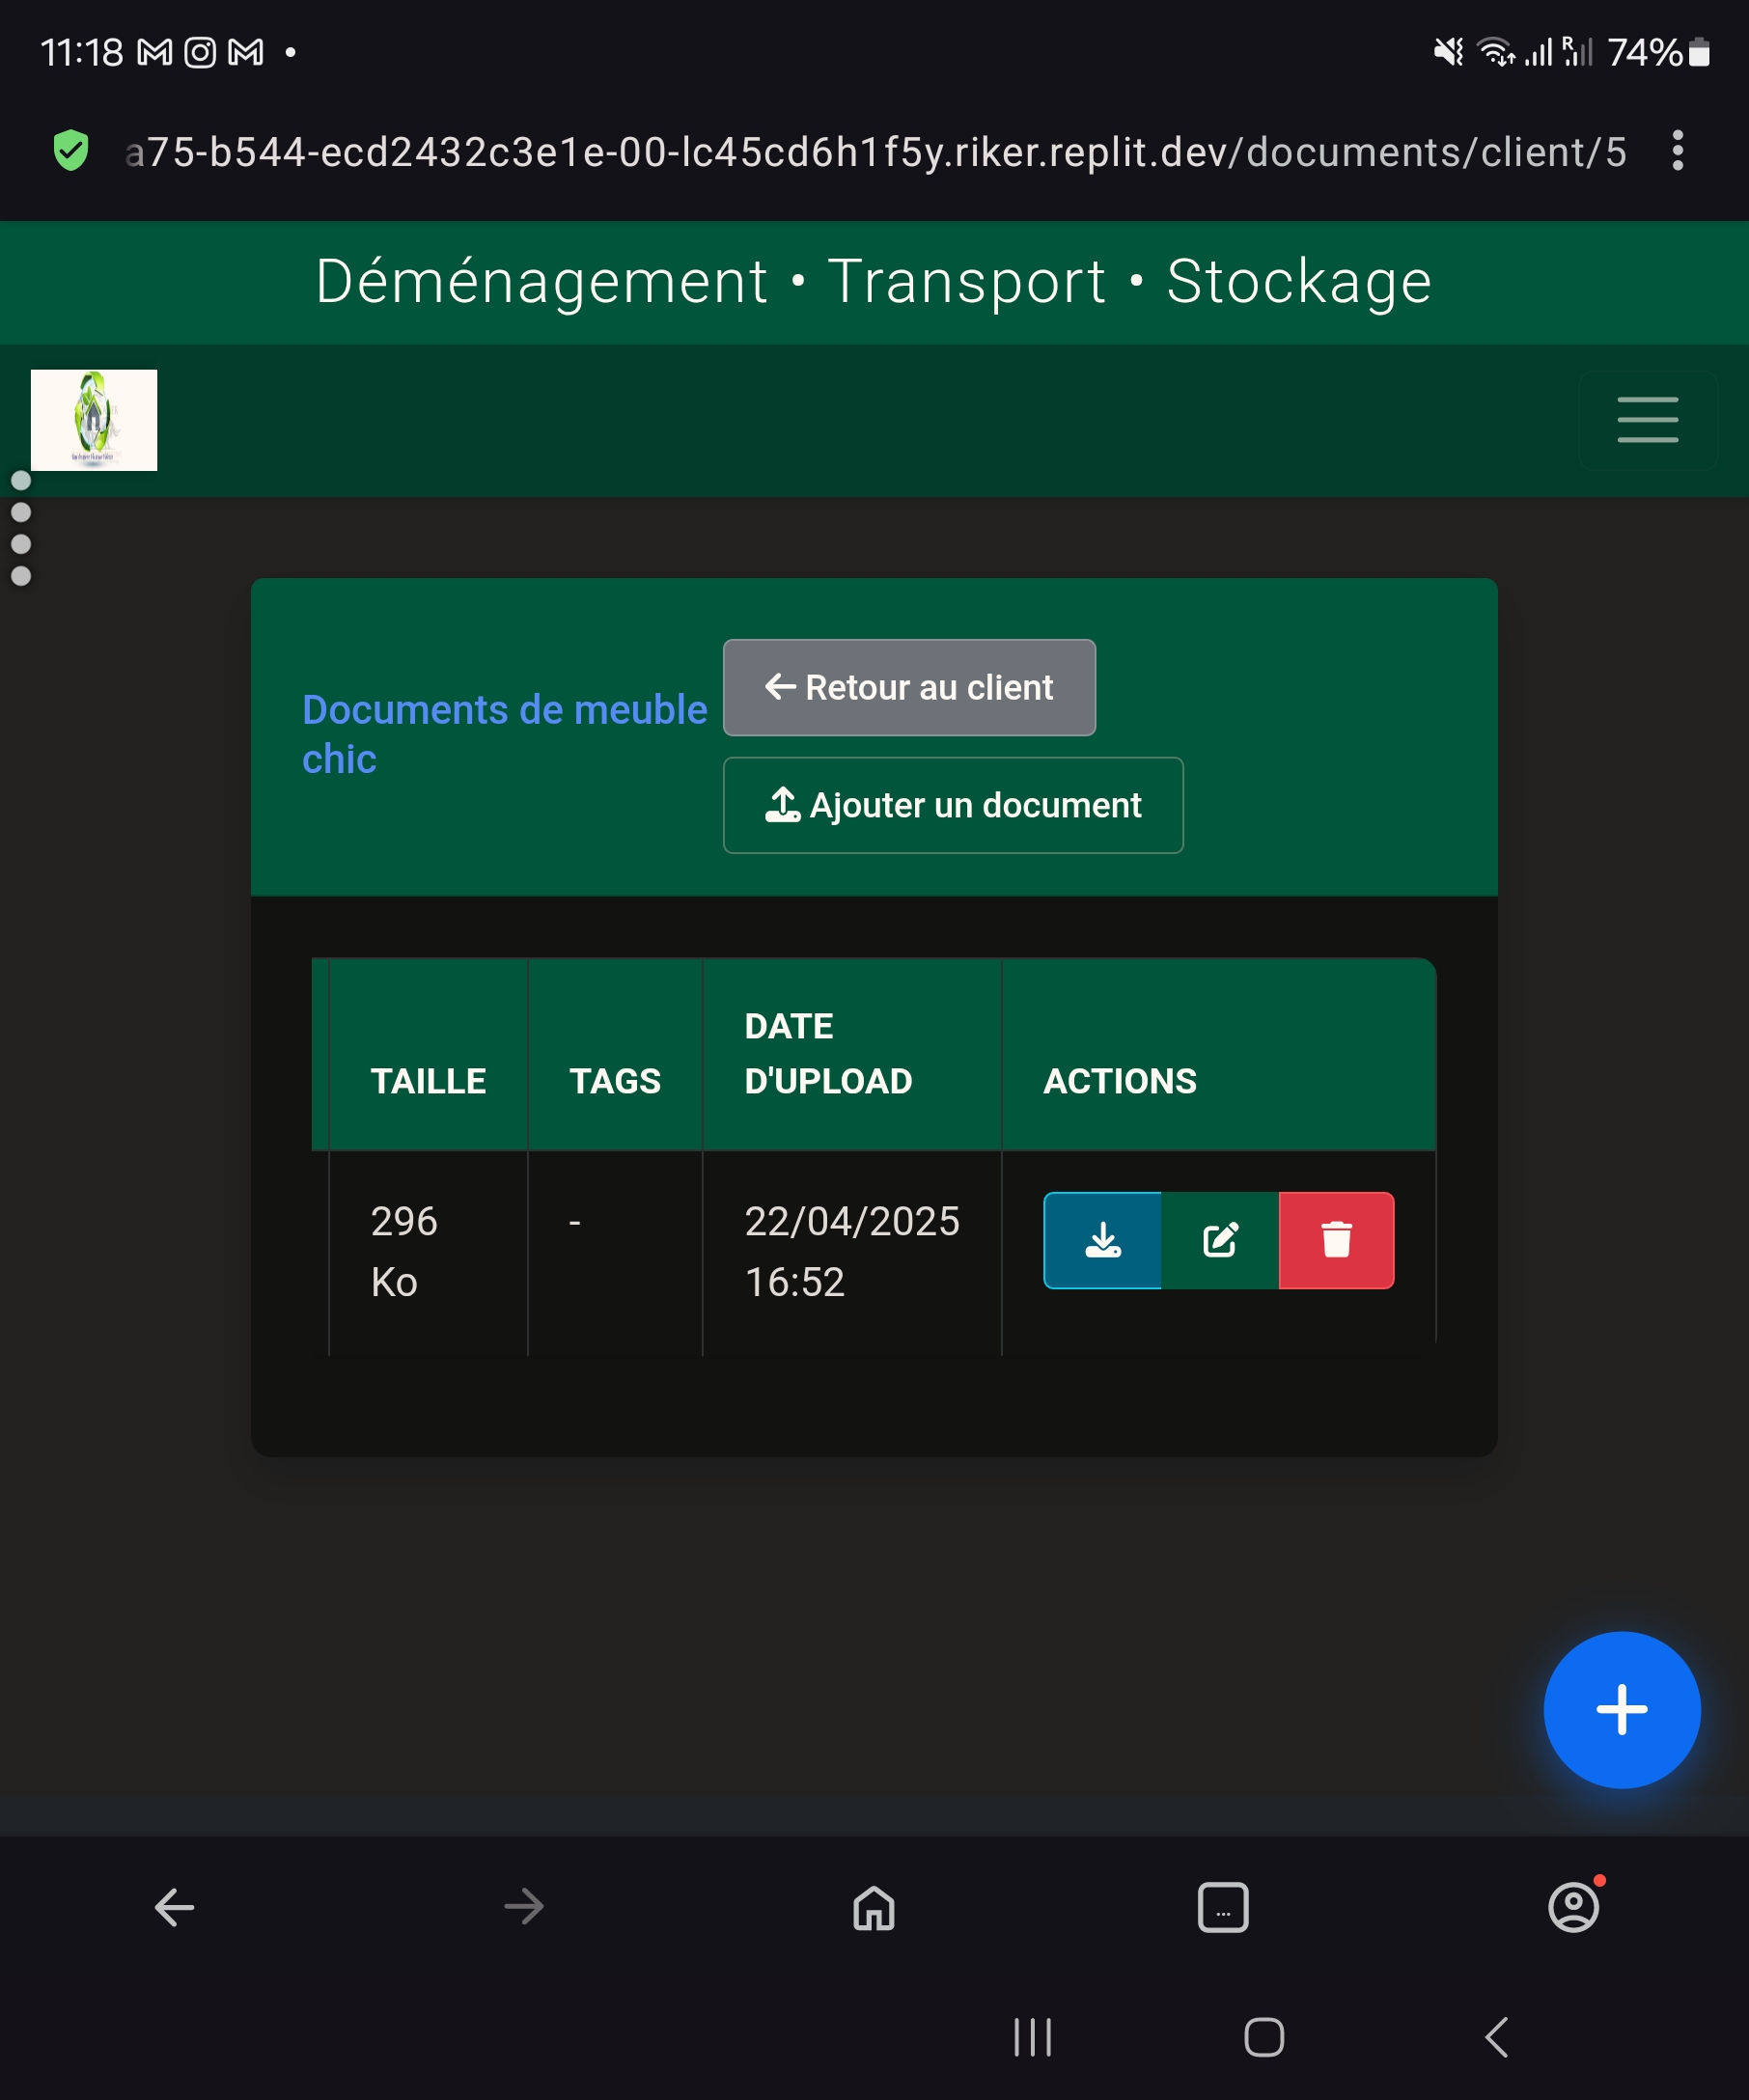 11:18
74%
a75-b544-ecd2432c3e1e-00-lc45cd6h1f5y.riker.replit.dev/documents/client/5
Déménagement • Transport • Stockage
Documents de meuble
chic
Retour au client
Ajouter un document
TAILLE
TAGS
DATE
D'UPLOAD
ACTIONS
296
Ko
-
22/04/2025
16:52